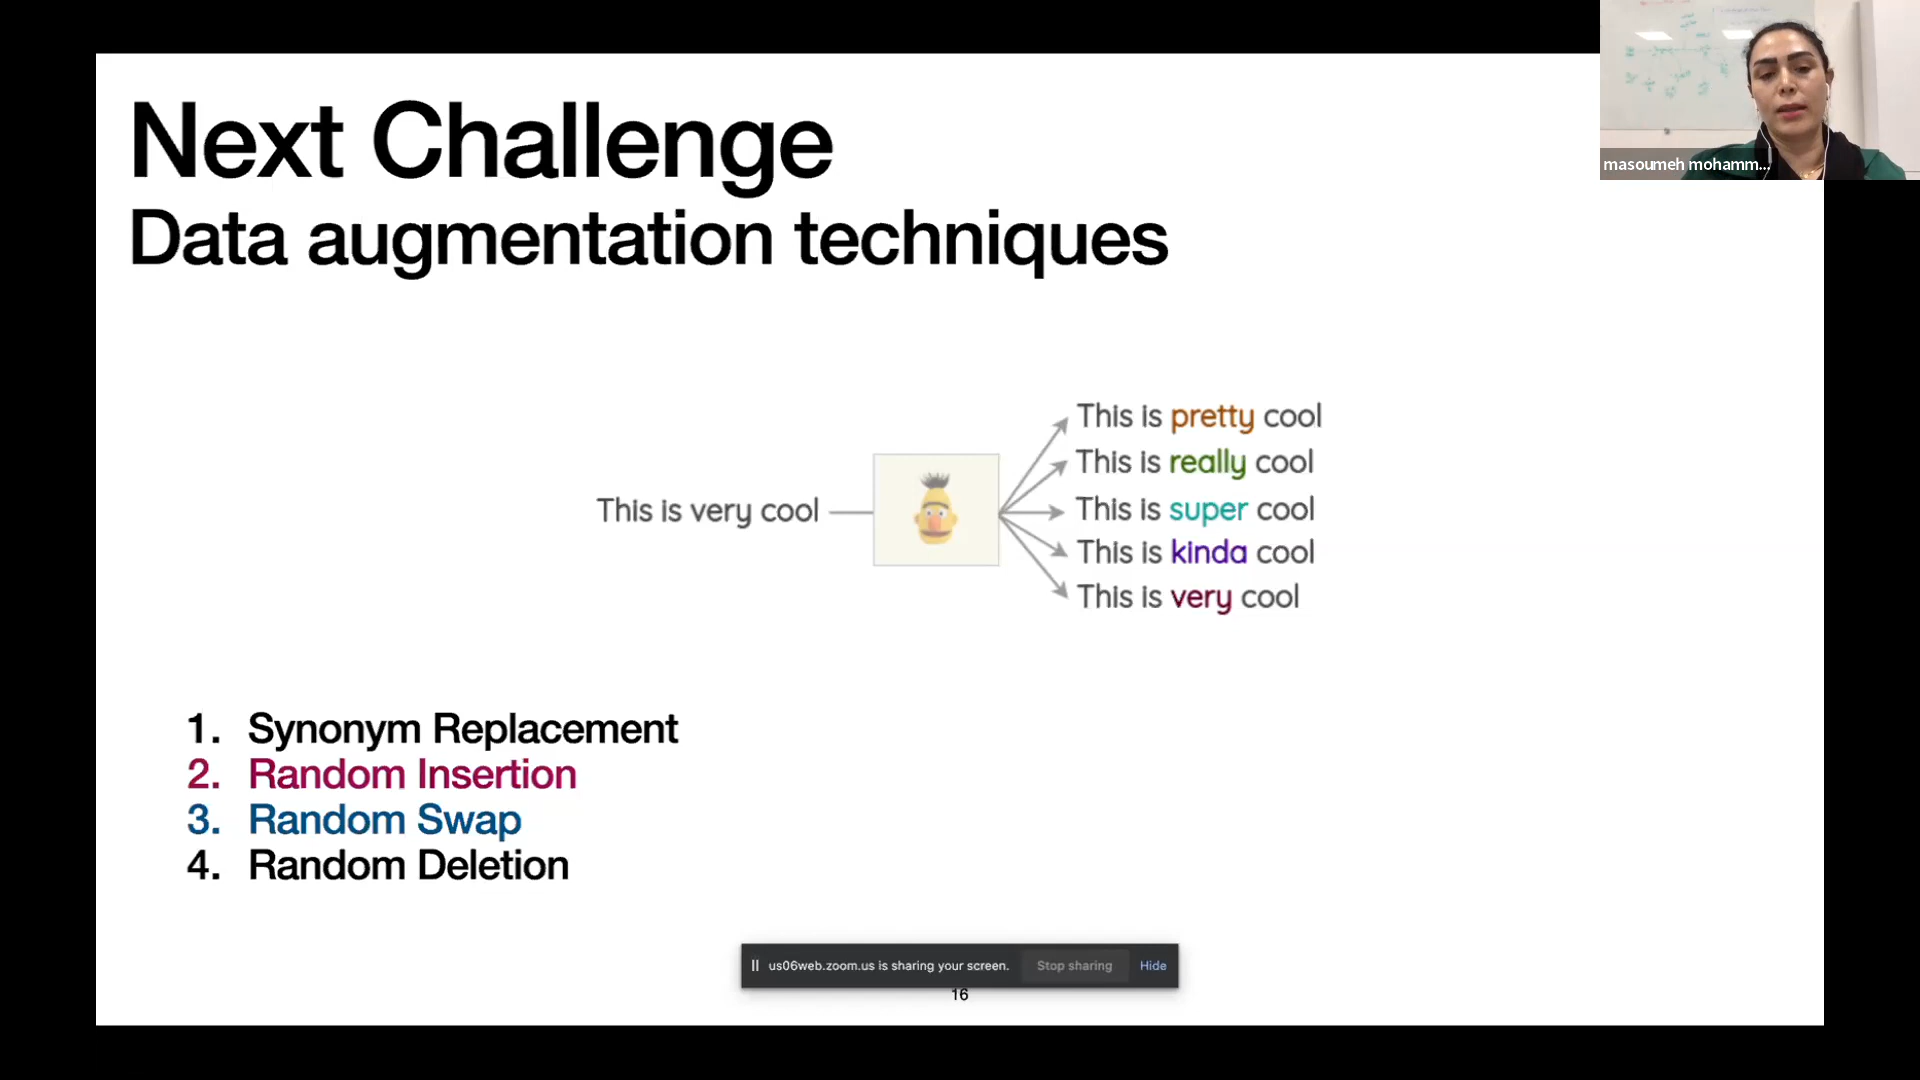 Next Challenge
Data augmentation techniques
masoumeh mohamm...
This is very cool
This is pretty cool
This is really cool
This is super cool
This is kinda cool
This is very cool
1. Synonym Replacement
2. Random Insertion
3. Random Swap
4. Random Deletion
us06web.zoom.us is sharing your screen. Stop sharing Hide
16